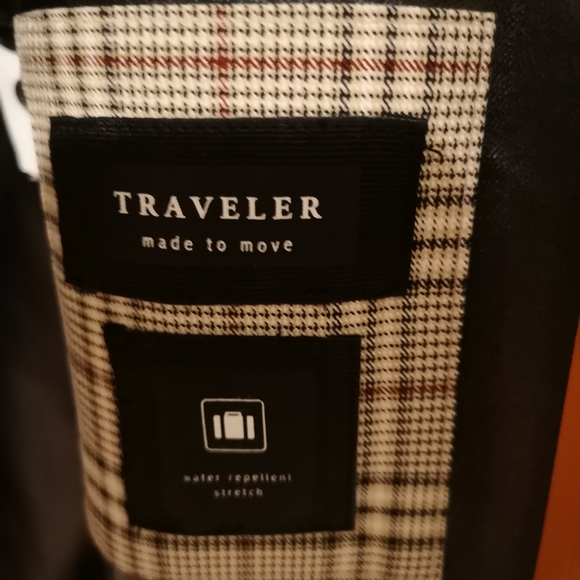 TRAVELER
made to move
water repellent
stretch